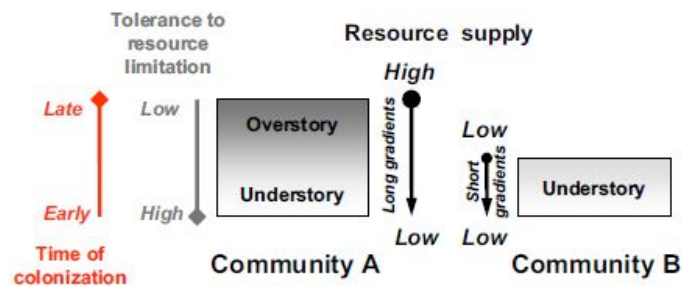 Tolerance to
resource
limitation
Resource supply
High
Late
Low
Overstory
Long gradients
Low
Short
gradients
Understory
Understory
Early
High
Low
Low
Time of
colonization
Community A
Community B